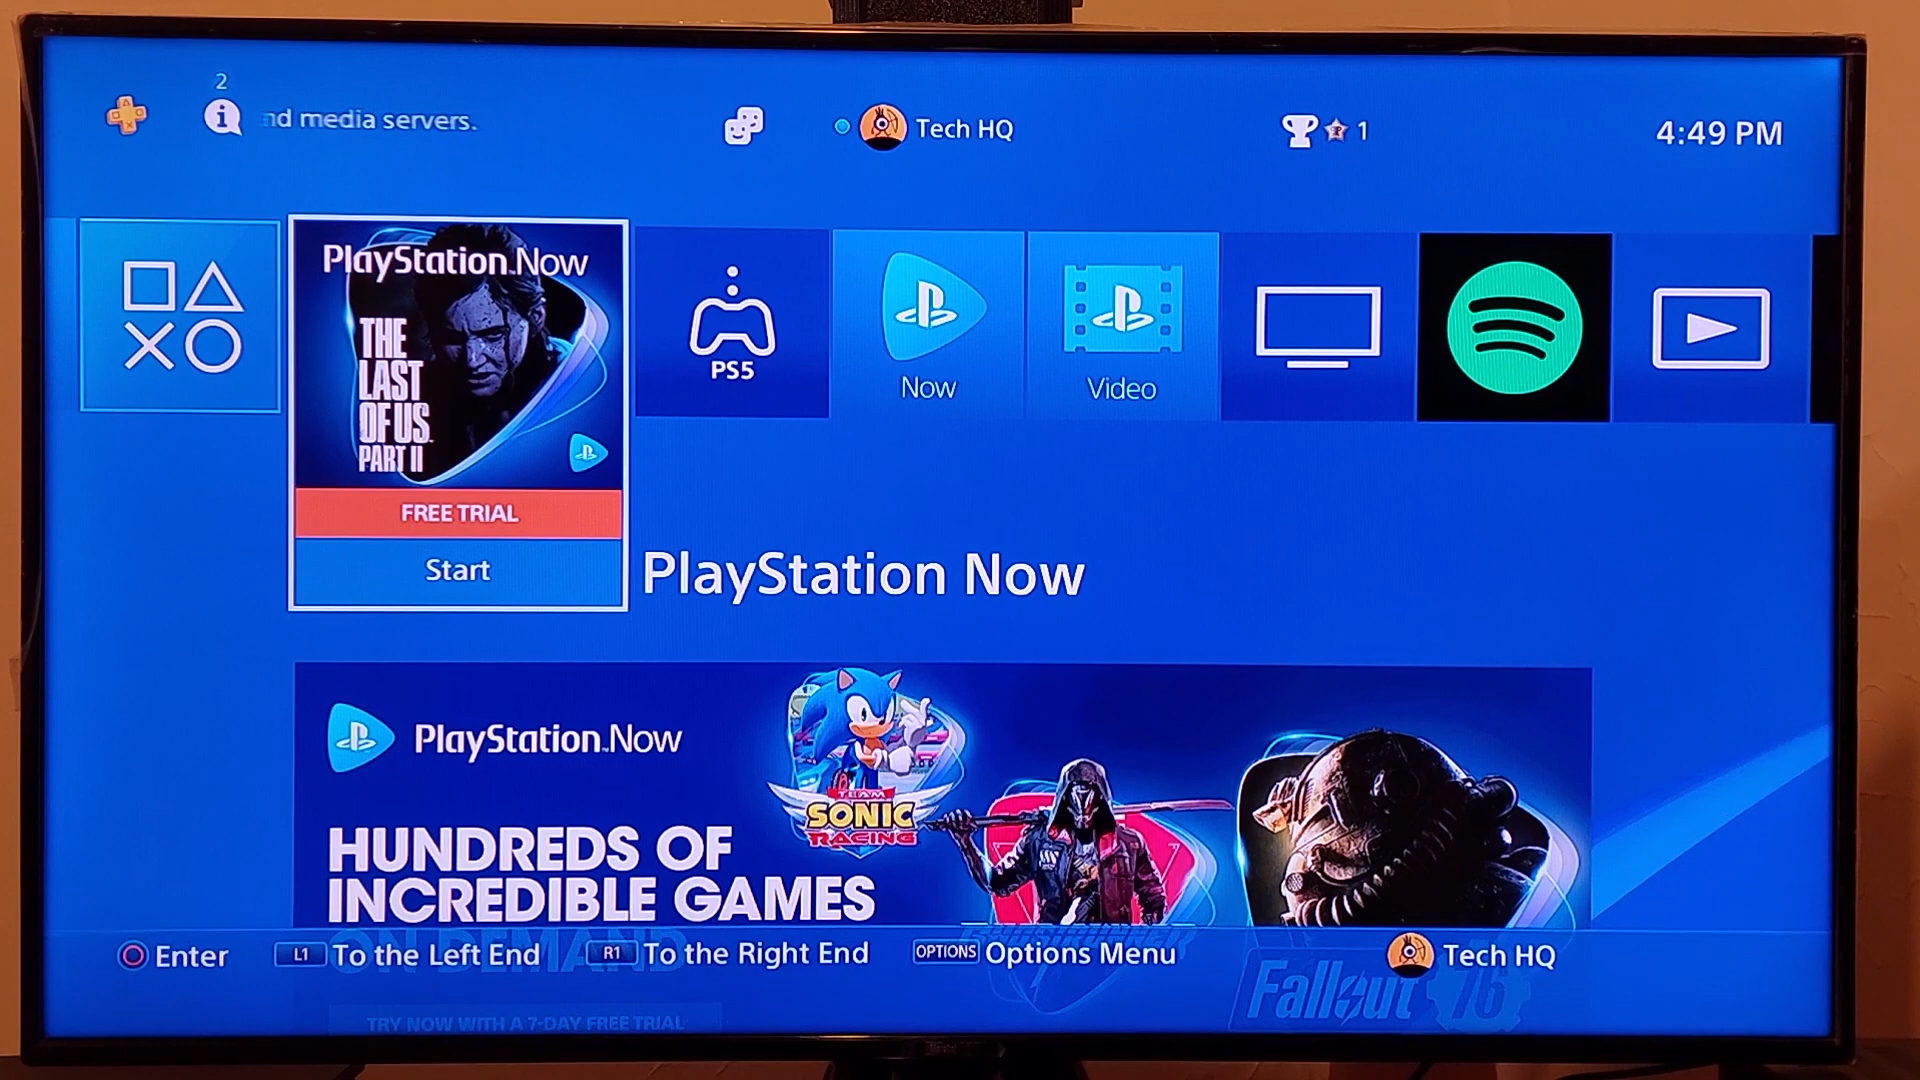 2
nd media servers.
Tech HQ
1
4:49 PM
PlayStation Now
THE
LAST
OF US
PART II
FREE TRIAL
Start
PS5
Now
Video
PlayStation Now
PlayStation Now
TEAM
SONIC
RACING
HUNDREDS OF
INCREDIBLE GAMES
ON DEMAND
Enter
L1 To the Left End
R1 To the Right End
OPTIONS Options Menu
Tech HQ
Fallout 76
TRY NOW WITH A 7-DAY FREE TRIAL